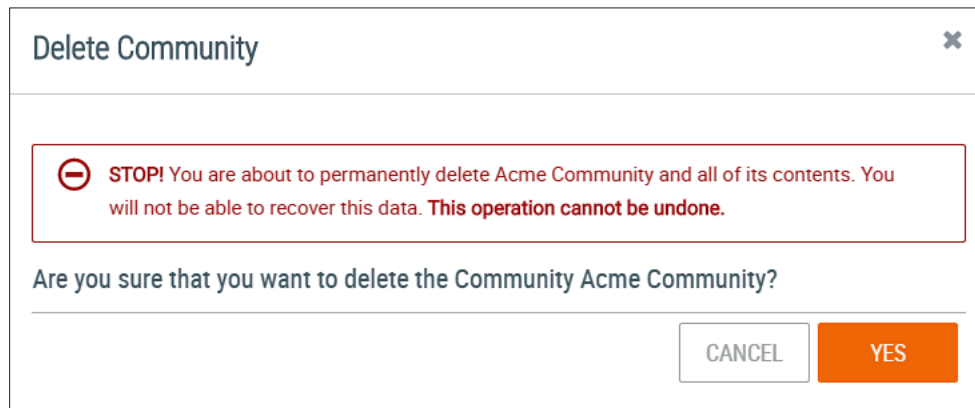 Delete Community
STOP! You are about to permanently delete Acme Community and all of its contents. You
will not be able to recover this data. This operation cannot be undone.
Are you sure that you want to delete the Community Acme Community?
CANCEL YES